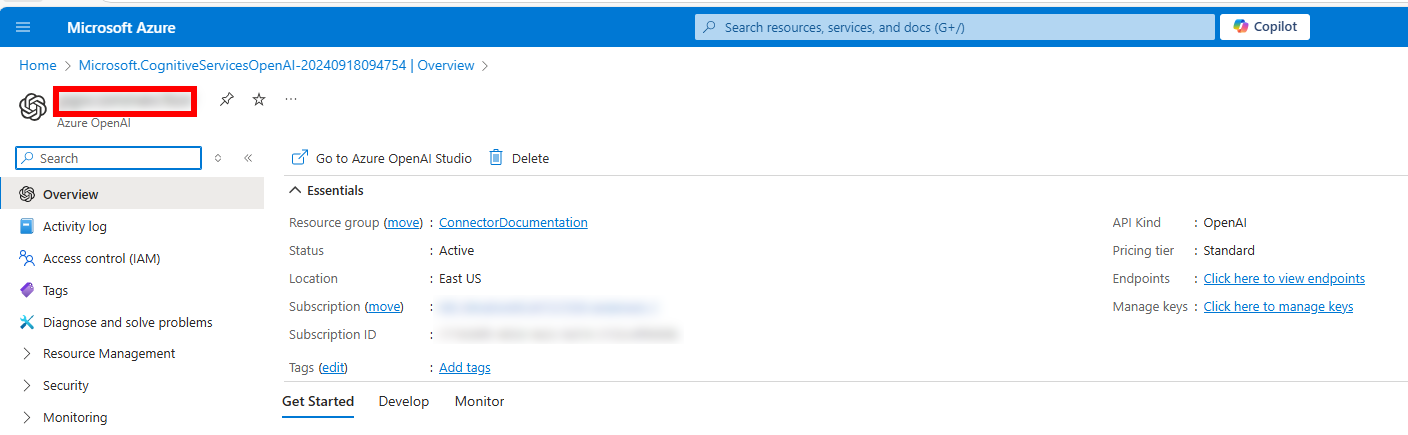 Microsoft Azure
Search resources, services, and docs (G+/)
Copilot
Home > Microsoft.CognitiveServicesOpenAI-20240918094754 | Overview >
Azure OpenAI
Search
Go to Azure OpenAI Studio
Delete
Overview
Activity log
Access control (IAM)
Tags
Diagnose and solve problems
Resource Management
Security
Monitoring
Essentials
Resource group (move) : ConnectorDocumentation
Status : Active
Location : East US
Subscription (move) :
Subscription ID :
Tags (edit) : Add tags
API Kind : OpenAI
Pricing tier : Standard
Endpoints : Click here to view endpoints
Manage keys : Click here to manage keys
Get Started Develop Monitor